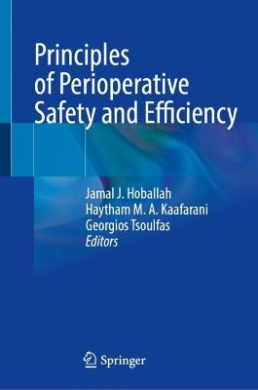 Principles
of Perioperative
Safety and Efficiency
Jamal J. Hoballah
Haytham M. A. Kaafarani
Georgios Tsoulfas
Editors
Springer